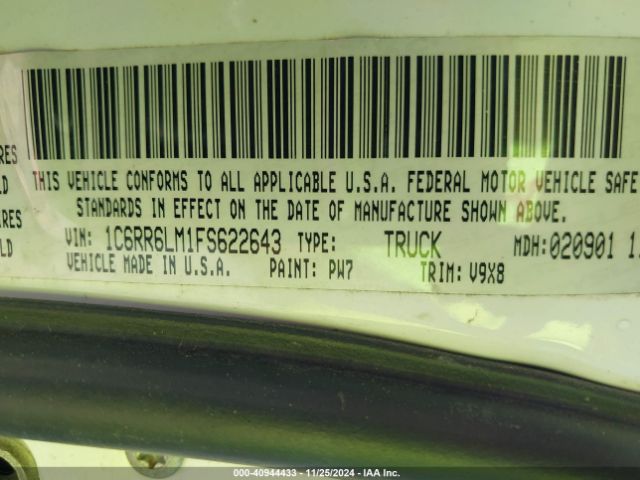 RES
LD
IRES
LD
THIS VEHICLE CONFORMS TO ALL APPLICABLE U.S.A. FEDERAL MOTOR VEHICLE SAFE
STANDARDS IN EFFECT ON THE DATE OF MANUFACTURE SHOWN ABOVE.
VIN: 1C6RR6LM1FS622643 TYPE: TRUCK MDH:020901
VEHICLE MADE IN U.S.A. PAINT: PW7 TRIM: V9X8
000-40944433 - 11/25/2024 - IAA Inc.